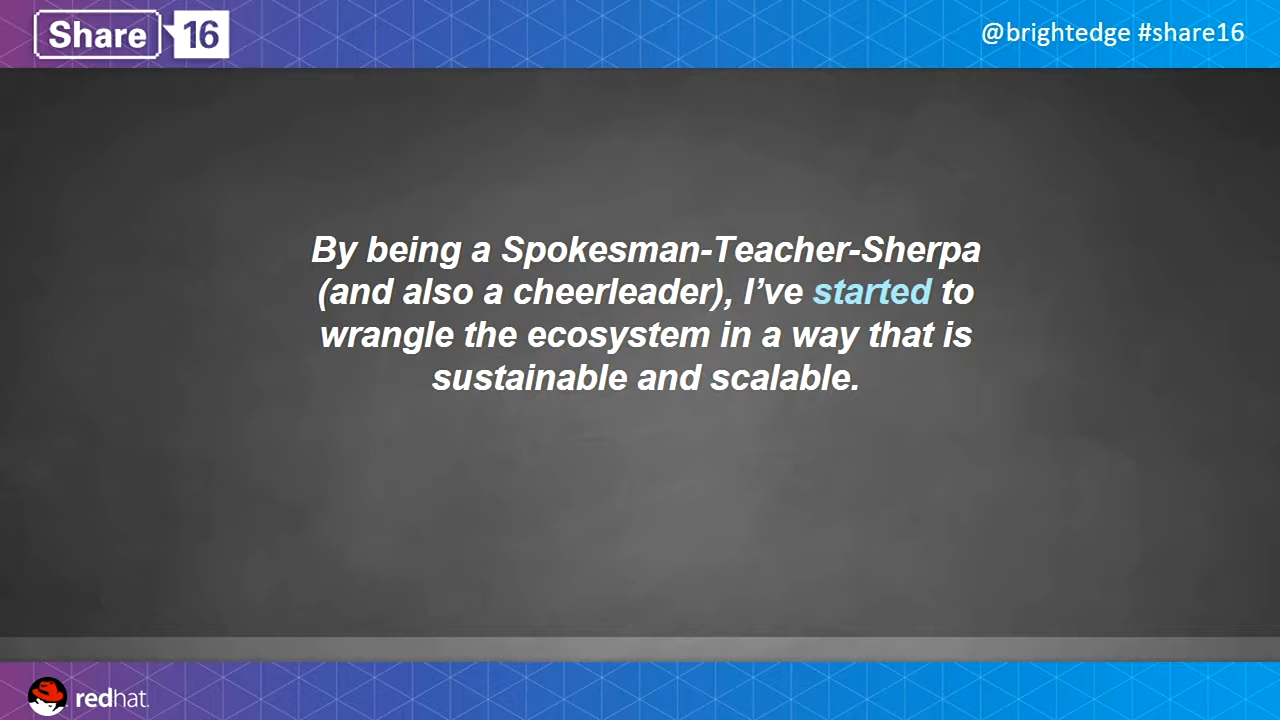 Share 16
@brightedge #share16
By being a Spokesman-Teacher-Sherpa
(and also a cheerleader), I’ve started to
wrangle the ecosystem in a way that is
sustainable and scalable.
redhat.